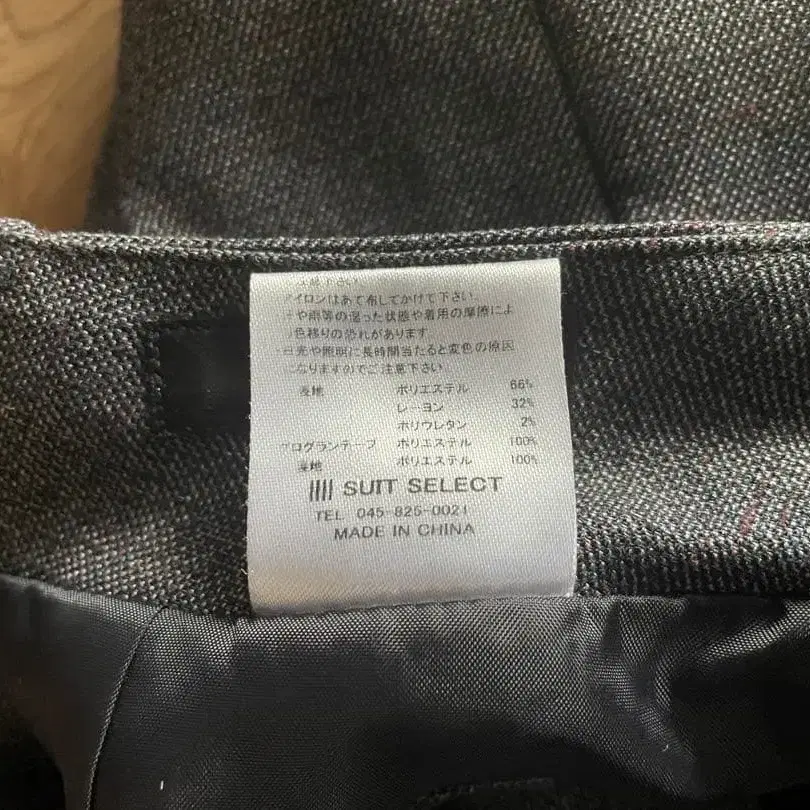 注意下さい
アイロンはあて布してかけて下さい
汗や雨等の湿った状態や着用の摩擦によ
り色移りの恐れがあります
日光や照明に長時間当たると変色の原因
になりますのでご注意下さい
表地 ポリエステル 66%
レーヨン 32%
ポリウレタン 2%
グログランテープ ポリエステル 100%
裏地 ポリエステル 100%
SUIT SELECT
TEL 045-825-0021
MADE IN CHINA